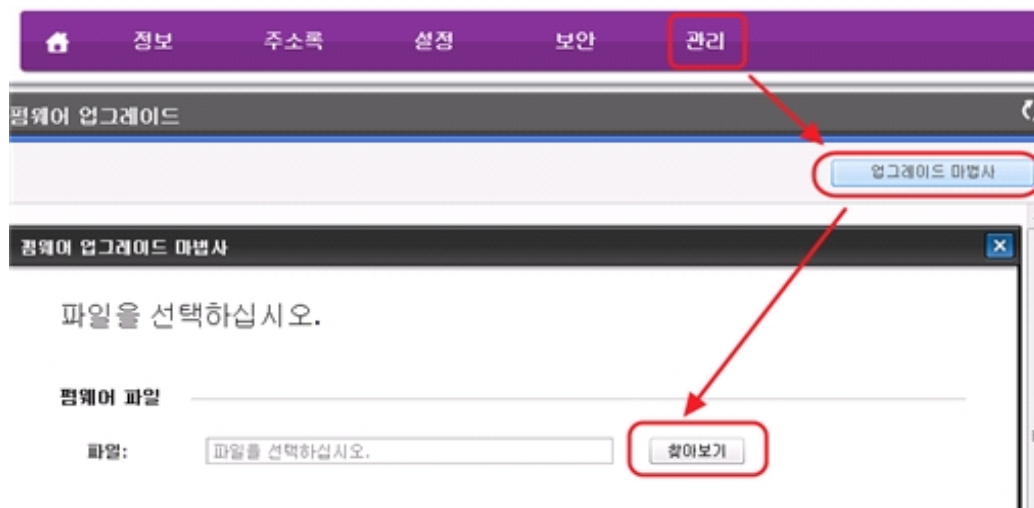 정보 주소록 설정 보안 관리
펌웨어 업그레이드
업그레이드 마법사
펌웨어 업그레이드 마법사
파일을 선택하십시오.
펌웨어 파일
파일: 파일을 선택하십시오. 찾아보기